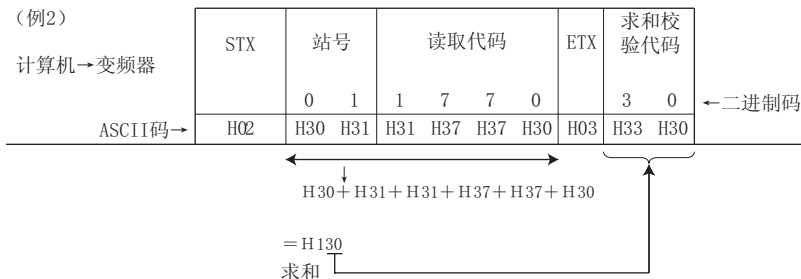 （例2）
计算机→变频器
STX 站号 读取代码 ETX 求和校
验代码
0 1 1 7 7 0 3 0 ←二进制码
ASCII码→ H02 H30 H31 H31 H37 H37 H30 H03 H33 H30
↓
H30＋H31＋H31＋H37＋H37＋H30
＝H130
求和